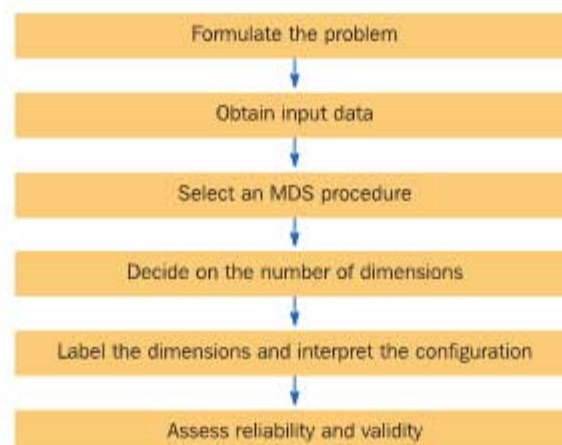 Formulate the problem
Obtain input data
Select an MDS procedure
Decide on the number of dimensions
Label the dimensions and interpret the configuration
Assess reliability and validity